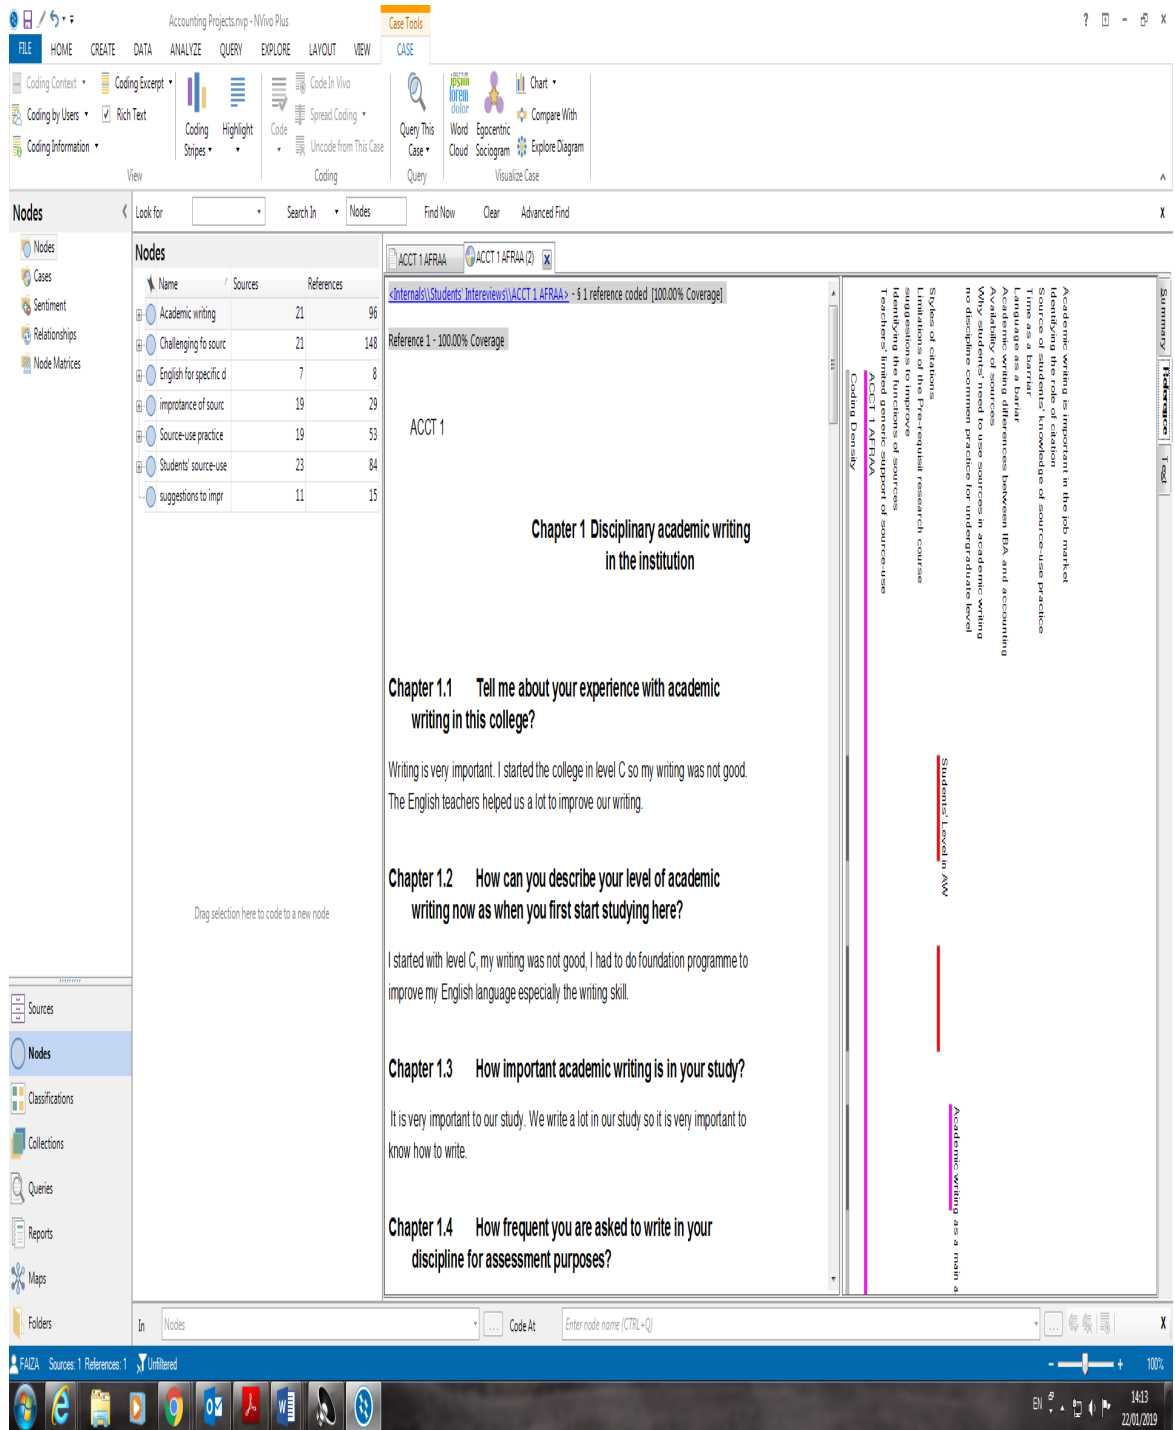 Accounting Projects.nvp - NVivo Plus
Case Tools
?
FILE HOME CREATE DATA ANALYZE QUERY EXPLORE LAYOUT VIEW CASE
Coding Context
Coding by Users
Coding Information
Coding Excerpt
Rich Text
Coding Stripes
Highlight
View
Code
Code In Vivo
Spread Coding
Uncode from This Case
Coding
Query This Case
Query
ipsum
lorem
dolor
Word Cloud
Egocentric Sociogram
Chart
Compare With
Explore Diagram
Visualize Case
Nodes
Look for
Search In
Nodes
Find Now
Clear
Advanced Find
X
Nodes
Cases
Sentiment
Relationships
Node Matrices
Nodes
Name Sources References
Academic writing 21 96
Challenging fo sourc 21 148
English for specific d 7 8
improtance of sourc 19 29
Source-use practice 19 53
Students' source-use 23 84
suggestions to impr 11 15
Drag selection here to code to a new node
ACCT 1 AFRAA
ACCT 1 AFRAA (2)
<Internals\\Students' Intereviews\\ACCT 1 AFRAA> - § 1 reference coded [100.00% Coverage]
Reference 1 - 100.00% Coverage
ACCT 1
Chapter 1 Disciplinary academic writing
in the institution
Chapter 1.1 Tell me about your experience with academic
writing in this college?
Writing is very important. I started the college in level C so my writing was not good.
The English teachers helped us a lot to improve our writing.
Chapter 1.2 How can you describe your level of academic
writing now as when you first start studying here?
I started with level C, my writing was not good, I had to do foundation programme to
improve my English language especially the writing skill.
Chapter 1.3 How important academic writing is in your study?
It is very important to our study. We write a lot in our study so it is very important to
know how to write.
Chapter 1.4 How frequent you are asked to write in your
discipline for assessment purposes?
Summary
Reference
Text
Academic writing is important in the job market
Identifying the role of citation
Source of students' knowledge of source-use practice
Time as a barriar
Language as a bariar
Academic writing differences between IBA and accounting
Availability of sources
Why students' need to use sources in academic writing
no discipline commen practice for undergraduate level
Styles of citations
Limitations of the Pre-requisit research course
suggestions to improve
Identifying the functions of sources
Teachers' limited generic support of source-use
ACCT 1 AFRAA
Coding Density
Students' Level in AW
Academic writing as a main a
Sources
Nodes
Classifications
Collections
Queries
Reports
Maps
Folders
In
Nodes
...
Code At
Enter node name (CTRL+Q)
...
X
FAIZA Sources: 1 References: 1 Unfiltered
- + 100%
EN
14:13
22/01/2019